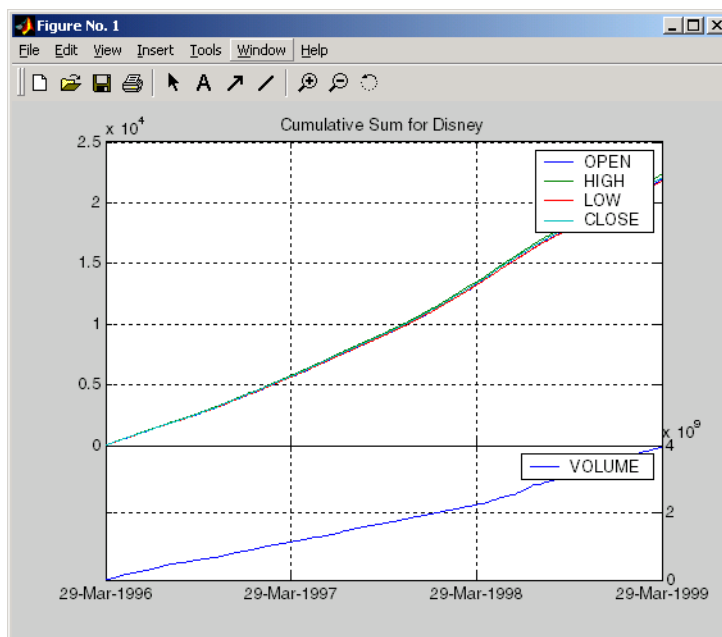 Figure No. 1
File Edit View Insert Tools Window Help
A
Cumulative Sum for Disney
x 10^4
2.5
2
1.5
1
0.5
0
OPEN
HIGH
LOW
CLOSE
x 10^9
4
2
0
VOLUME
29-Mar-1996 29-Mar-1997 29-Mar-1998 29-Mar-1999